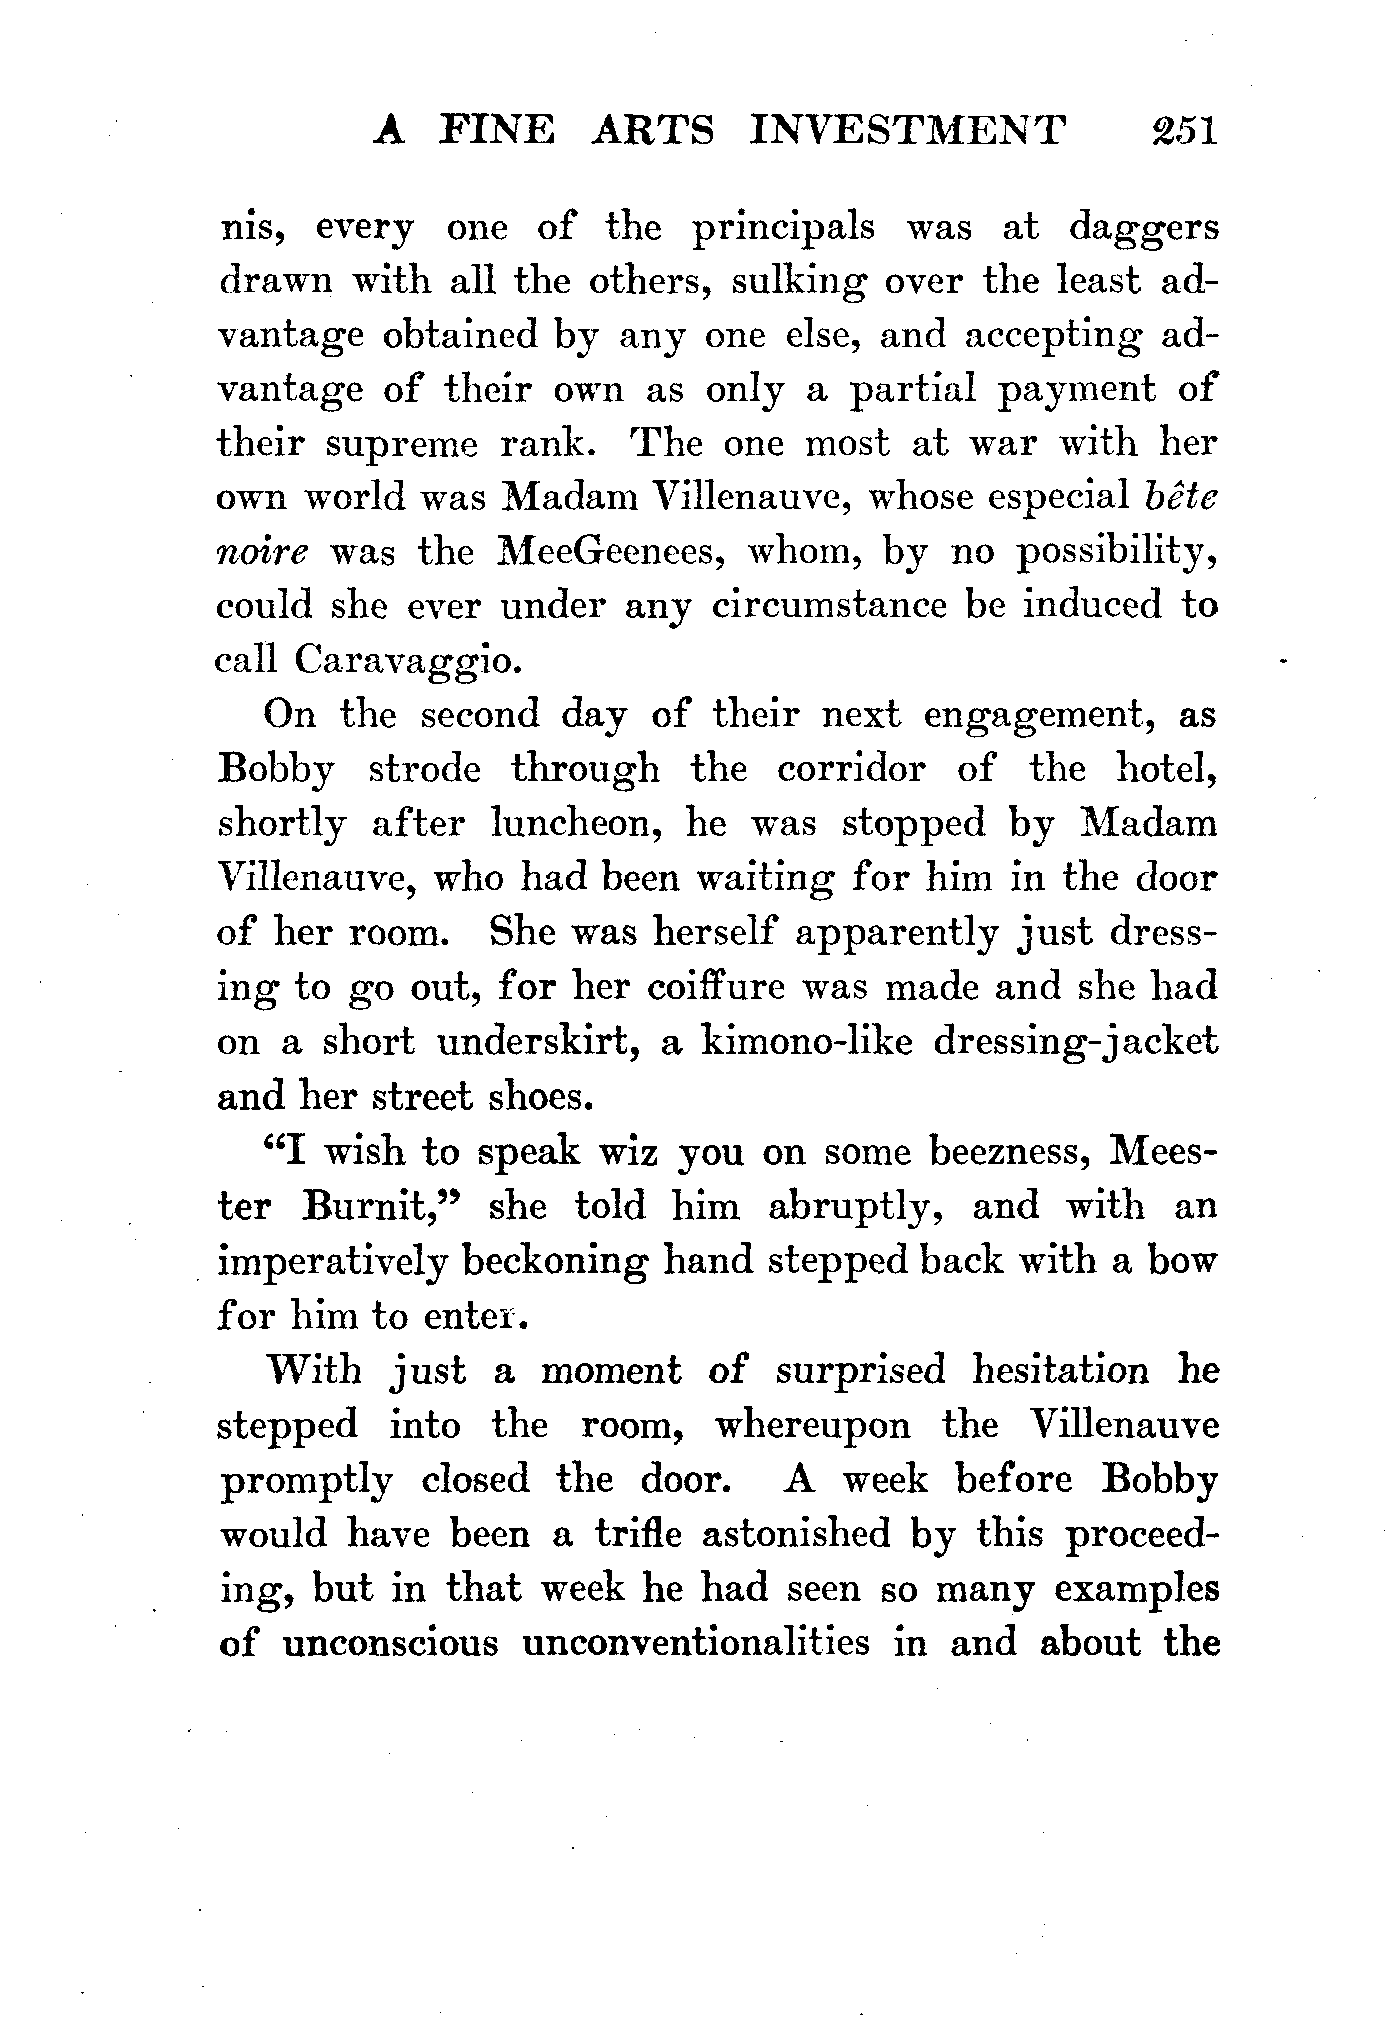 A FINE ARTS INVESTMENT 251
nis, every one of the principals was at daggers
drawn with all the others, sulking over the least ad-
vantage obtained by any one else, and accepting ad-
vantage of their own as only a partial payment of
their supreme rank. The one most at war with her
own world was Madam Villenauve, whose especial bête
noire was the MeeGeenees, whom, by no possibility,
could she ever under any circumstance be induced to
call Caravaggio.
On the second day of their next engagement, as
Bobby strode through the corridor of the hotel,
shortly after luncheon, he was stopped by Madam
Villenauve, who had been waiting for him in the door
of her room. She was herself apparently just dress-
ing to go out, for her coiffure was made and she had
on a short underskirt, a kimono-like dressing-jacket
and her street shoes.
“I wish to speak wiz you on some beezness, Mees-
ter Burnit,” she told him abruptly, and with an
imperatively beckoning hand stepped back with a bow
for him to enter.
With just a moment of surprised hesitation he
stepped into the room, whereupon the Villenauve
promptly closed the door. A week before Bobby
would have been a trifle astonished by this proceed-
ing, but in that week he had seen so many examples
of unconscious unconventionalities in and about the